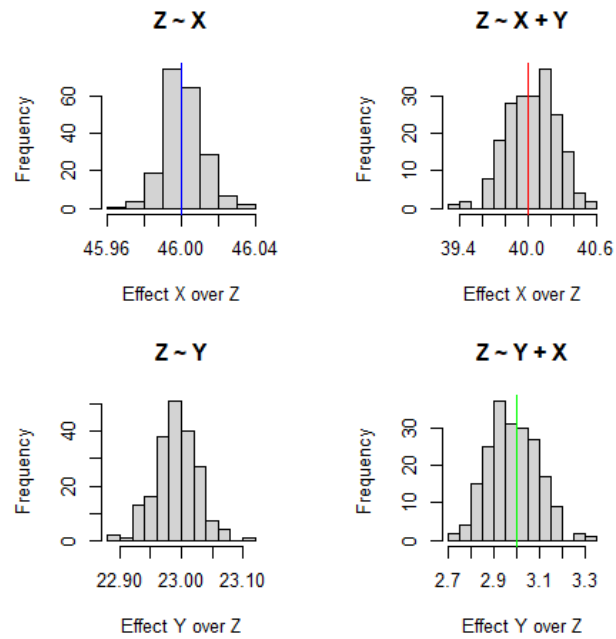 Z ~ X
Frequency
0 20 40 60
45.96 46.00 46.04
Effect X over Z
Z ~ X + Y
Frequency
0 10 20 30
39.4 40.0 40.6
Effect X over Z
Z ~ Y
Frequency
0 20 40
22.90 23.00 23.10
Effect Y over Z
Z ~ Y + X
Frequency
0 10 20 30
2.7 2.9 3.1 3.3
Effect Y over Z